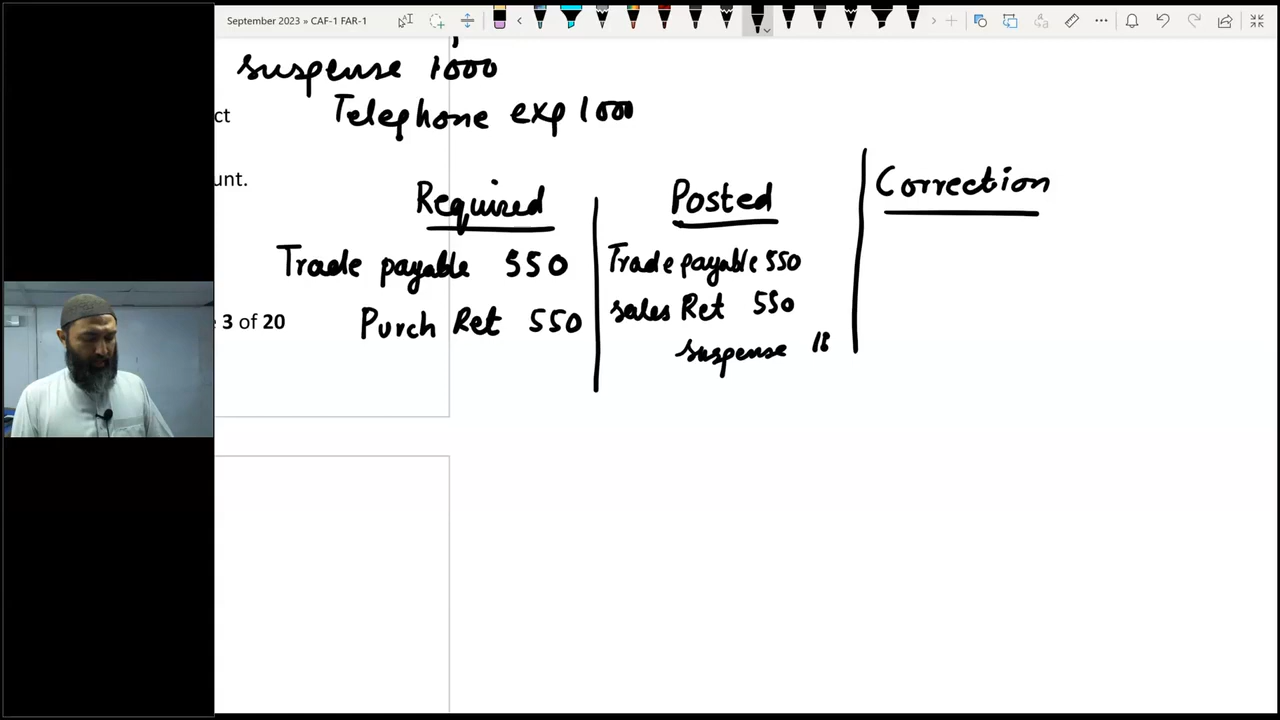 September 2023 » CAF-1 FAR-1
suspense 1000
Telephone exp 1000
ct
unt.
Required
Posted
Correction
Trade payable 550
Trade payable 550
Purch Ret 550
sales Ret 550
suspense 11
3 of 20